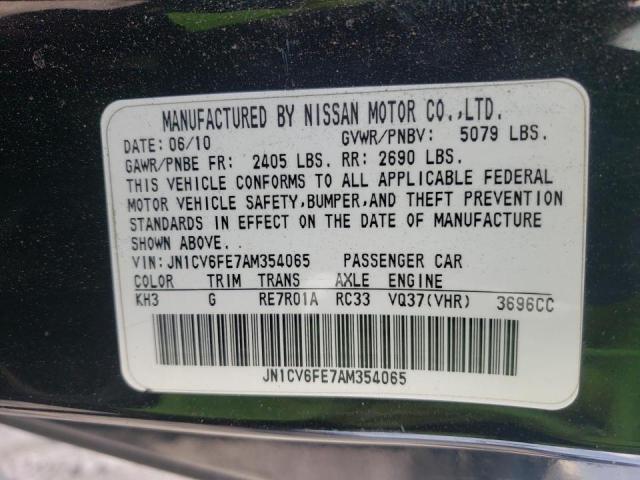 MANUFACTURED BY NISSAN MOTOR CO.,LTD.
DATE: 06/10 GVWR/PNBV: 5079 LBS.
GAWR/PNBE FR: 2405 LBS. RR: 2690 LBS.
THIS VEHICLE CONFORMS TO ALL APPLICABLE FEDERAL
MOTOR VEHICLE SAFETY,BUMPER,AND THEFT PREVENTION
STANDARDS IN EFFECT ON THE DATE OF MANUFACTURE
SHOWN ABOVE..
VIN:JN1CV6FE7AM354065 PASSENGER CAR
COLOR TRIM TRANS AXLE ENGINE
KH3 G RE7R01A RC33 VQ37(VHR) 3696CC
JN1CV6FE7AM354065